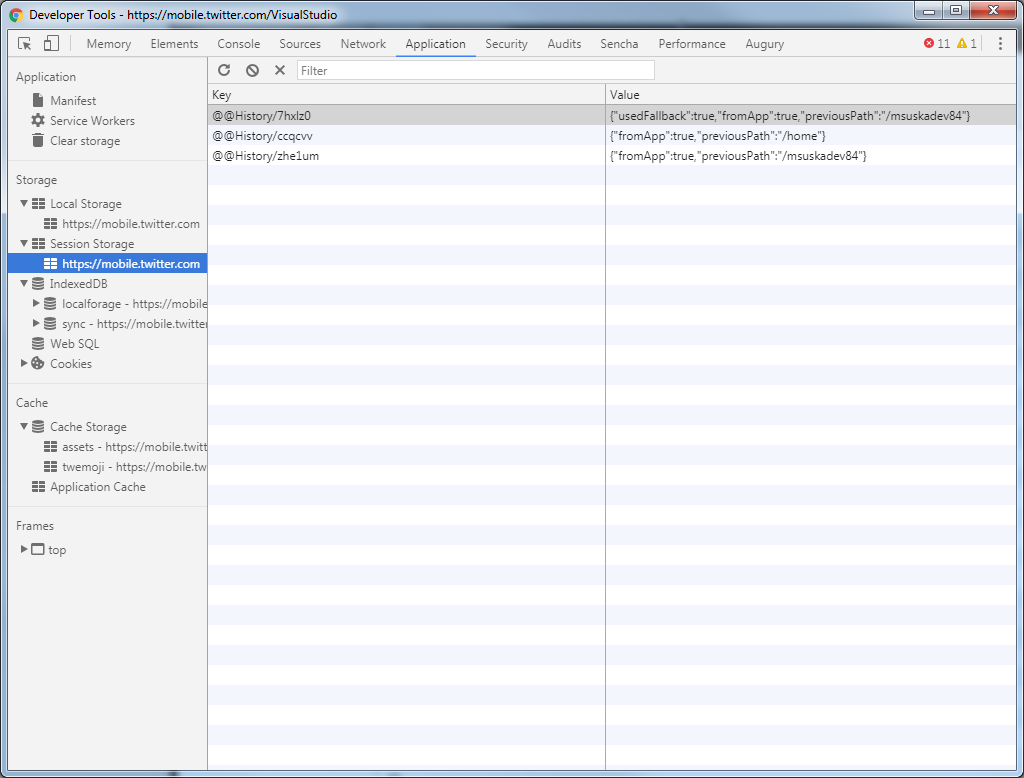 Developer Tools - https://mobile.twitter.com/VisualStudio
Memory Elements Console Sources Network Application Security Audits Sencha Performance Augury 11 1
Application
Manifest
Service Workers
Clear storage
Storage
Local Storage
https://mobile.twitter.com
Session Storage
https://mobile.twitter.com
IndexedDB
localforage - https://mobile
sync - https://mobile.twitter
Web SQL
Cookies
Cache
Cache Storage
assets - https://mobile.twitt
twemoji - https://mobile.tw
Application Cache
Frames
top
Filter
Key Value
@@History/7hxlz0 {"usedFallback":true,"fromApp":true,"previousPath":"/msuskadev84"}
@@History/ccqcvv {"fromApp":true,"previousPath":"/home"}
@@History/zhe1um {"fromApp":true,"previousPath":"/msuskadev84"}